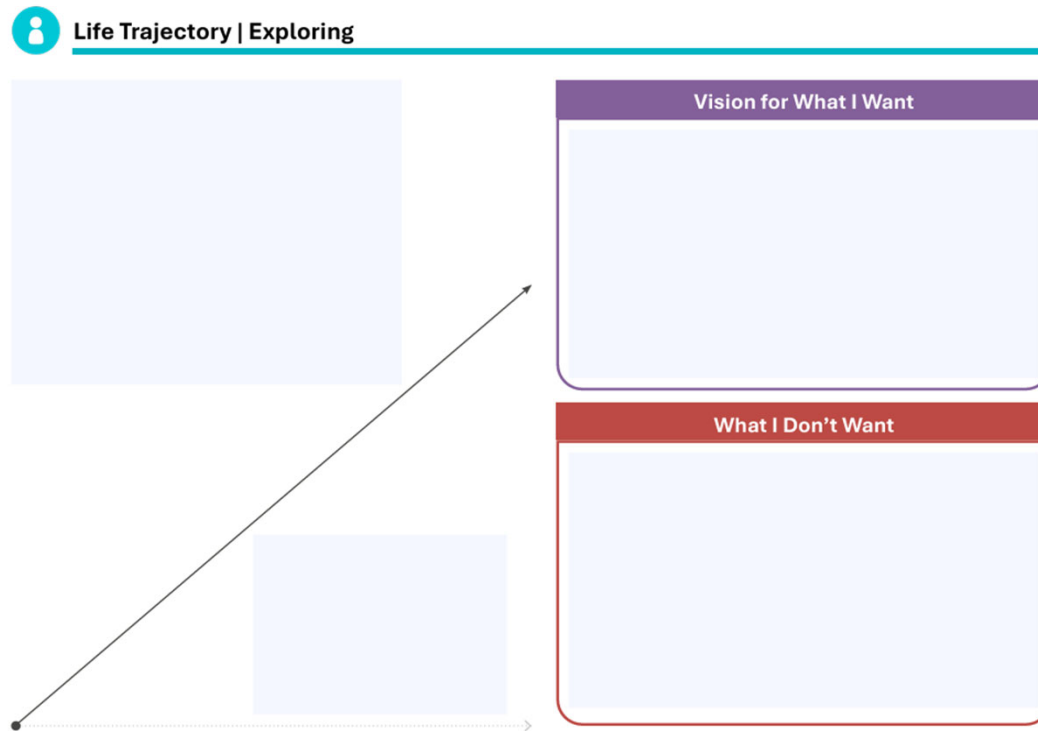 Life Trajectory | Exploring
Vision for What I Want
What I Don’t Want